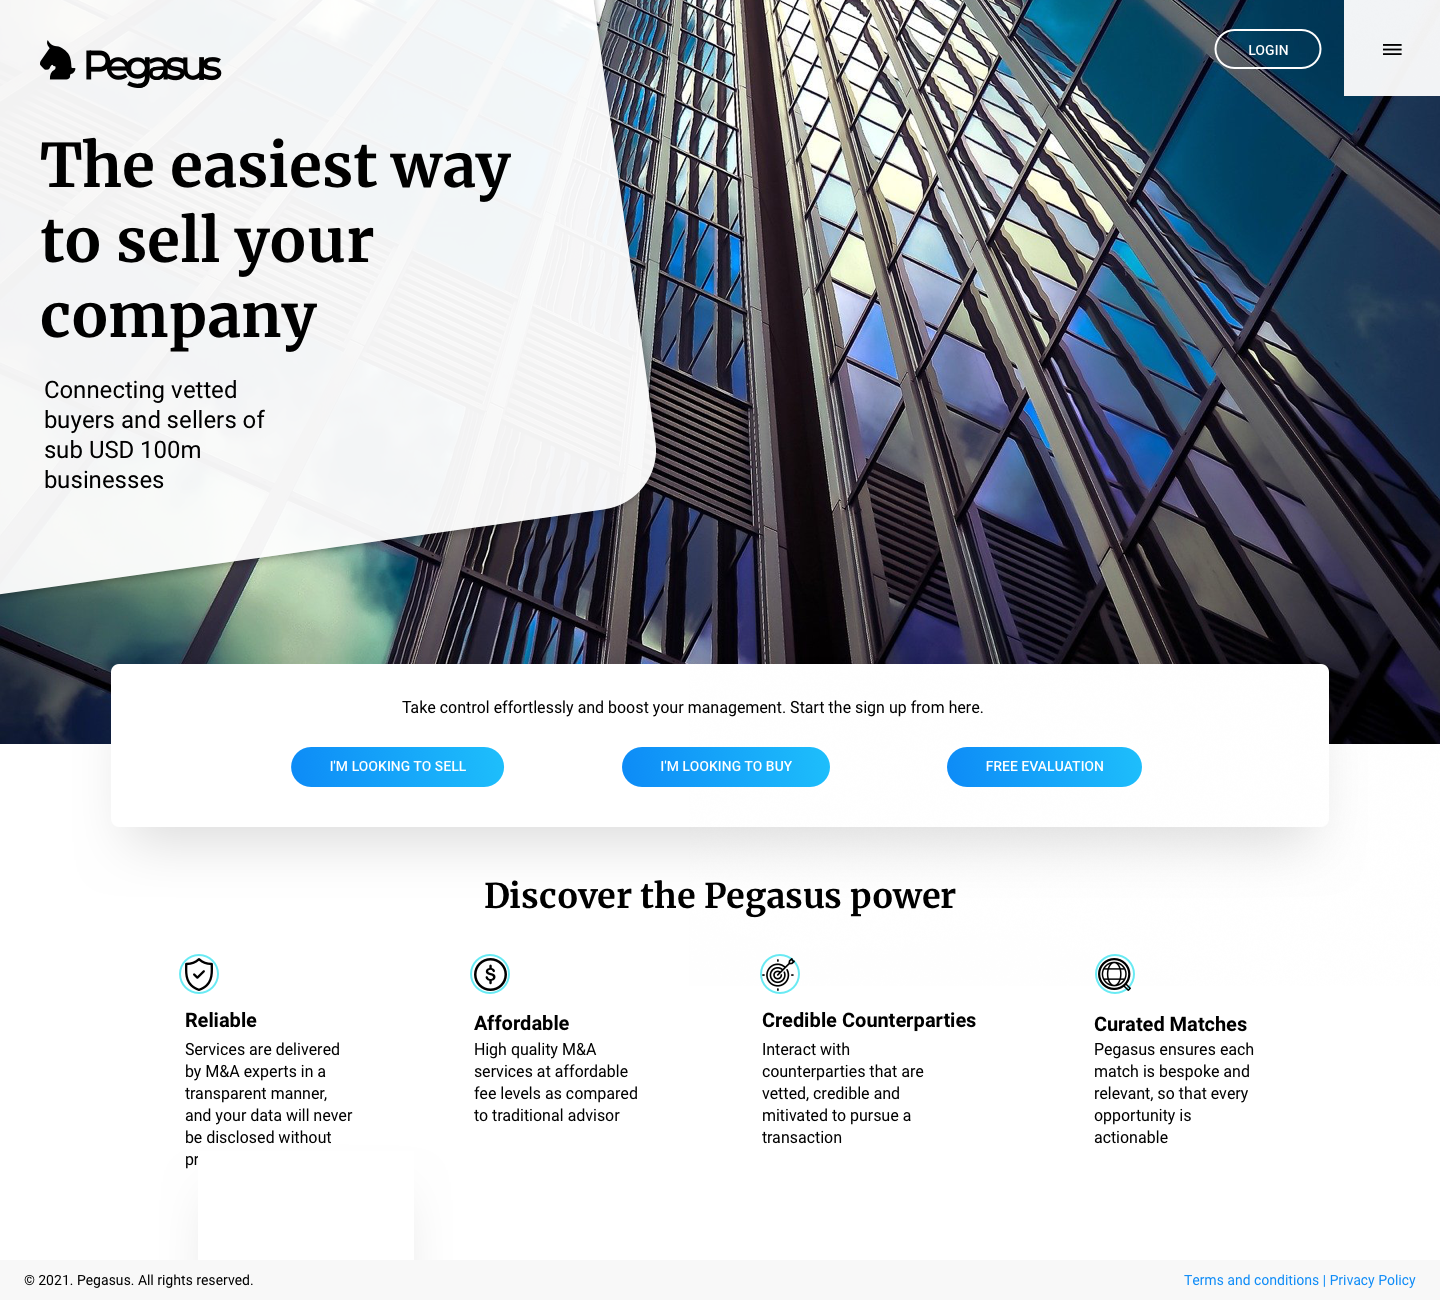 Pegasus
LOGIN
The easiest way
to sell your
company
Connecting vetted
buyers and sellers of
sub USD 100m
businesses
Take control effortlessly and boost your management. Start the sign up from here.
I'M LOOKING TO SELL
I'M LOOKING TO BUY
FREE EVALUATION
Discover the Pegasus power
Reliable
Services are delivered
by M&A experts in a
transparent manner,
and your data will never
be disclosed without
Affordable
High quality M&A
services at affordable
fee levels as compared
to traditional advisor
Credible Counterparties
Interact with
counterparties that are
vetted, credible and
mitivated to pursue a
transaction
Curated Matches
Pegasus ensures each
match is bespoke and
relevant, so that every
opportunity is
actionable
© 2021. Pegasus. All rights reserved.
Terms and conditions | Privacy Policy